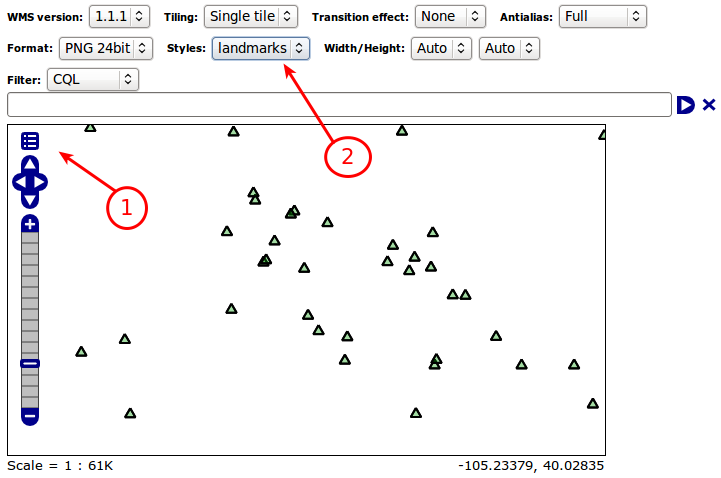 WMS version: 1.1.1 Tiling: Single tile Transition effect: None Antialias: Full
Format: PNG 24bit Styles: landmarks Width/Height: Auto Auto
Filter: CQL
2
1
Scale = 1 : 61K -105.23379, 40.02835